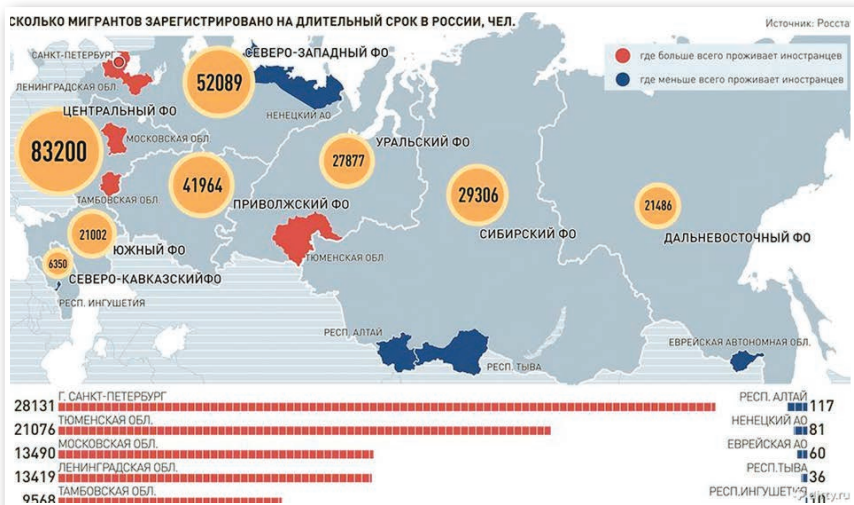 СКОЛЬКО МИГРАНТОВ ЗАРЕГИСТРИРОВАНО НА ДЛИТЕЛЬНЫЙ СРОК В РОССИИ, ЧЕЛ.
Источник: Росста
где больше всего проживает иностранцев
где меньше всего проживает иностранцев
САНКТ-ПЕТЕРБУРГ
ЛЕНИНГРАДСКАЯ ОБЛ.
СЕВЕРО-ЗАПАДНЫЙ ФО
52089
НЕНЕЦКИЙ АО
ЦЕНТРАЛЬНЫЙ ФО
83200
МОСКОВСКАЯ ОБЛ.
ТАМБОВСКАЯ ОБЛ.
41964
ПРИВОЛЖСКИЙ ФО
УРАЛЬСКИЙ ФО
27877
ТЮМЕНСКАЯ ОБЛ
29306
СИБИРСКИЙ ФО
21486
ДАЛЬНЕВОСТОЧНЫЙ ФО
21002
ЮЖНЫЙ ФО
6350
СЕВЕРО-КАВКАЗСКИЙФО
РЕСП. ИНГУШЕТИЯ
РЕСП. АЛТАЙ
РЕСП. ТЫВА
ЕВРЕЙСКАЯ АВТОНОМНАЯ ОБЛ.
Г. САНКТ-ПЕТЕРБУРГ
28131
ТЮМЕНСКАЯ ОБЛ.
21076
МОСКОВСКАЯ ОБЛ.
13490
ЛЕНИНГРАДСКАЯ ОБЛ.
13419
ТАМБОВСКАЯ ОБЛ.
9568
РЕСП. АЛТАЙ
117
НЕНЕЦКИЙ АО
81
ЕВРЕЙСКАЯ АО
60
РЕСП.ТЫВА
36
РЕСП.ИНГУШЕТИЯ
10